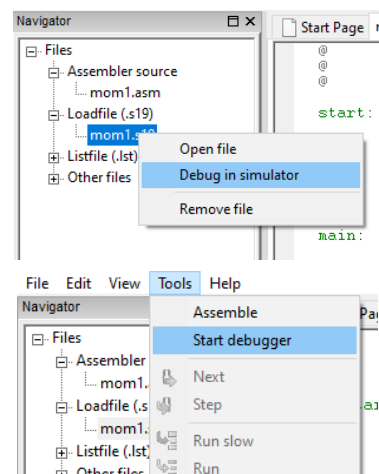 Navigator
Start Page
Files
@
Assembler source
@
mom1.asm
@
Loadfile (.s19)
start:
mom1.s19
Open file
Listfile (.lst)
Debug in simulator
Other files
Remove file
main:
File Edit View Tools Help
Navigator
Assemble
Files
Start debugger
Assembler
mom1.
Next
Loadfile (.s
Step
mom1.
Run slow
Listfile (.lst)
Other files
Run